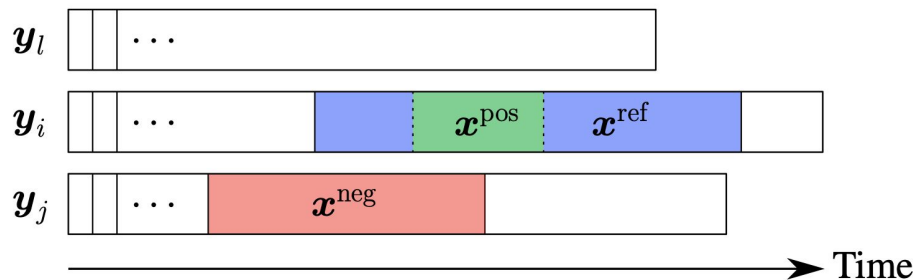 y_l ...
y_i ... x^pos x^ref
y_j ... x^neg
Time